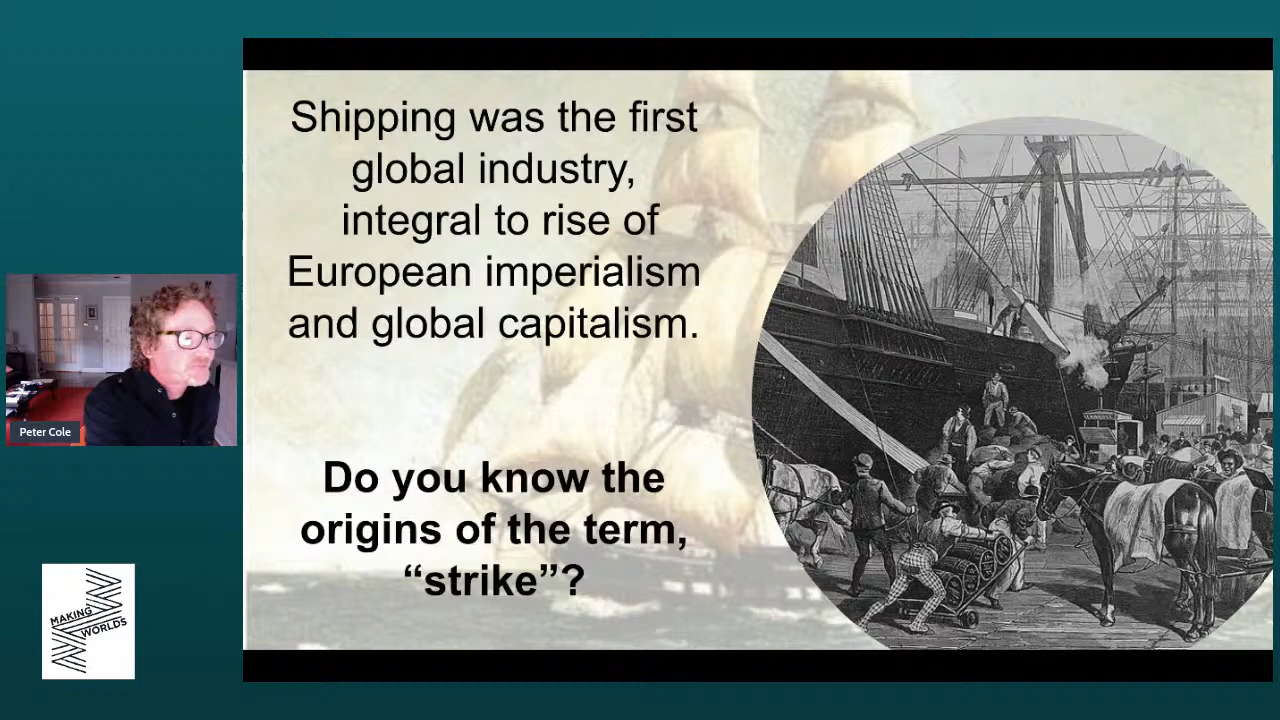 Shipping was the first
global industry,
integral to rise of
European imperialism
and global capitalism.
Do you know the
origins of the term,
“strike”?
Peter Cole
MAKING
WORLDS